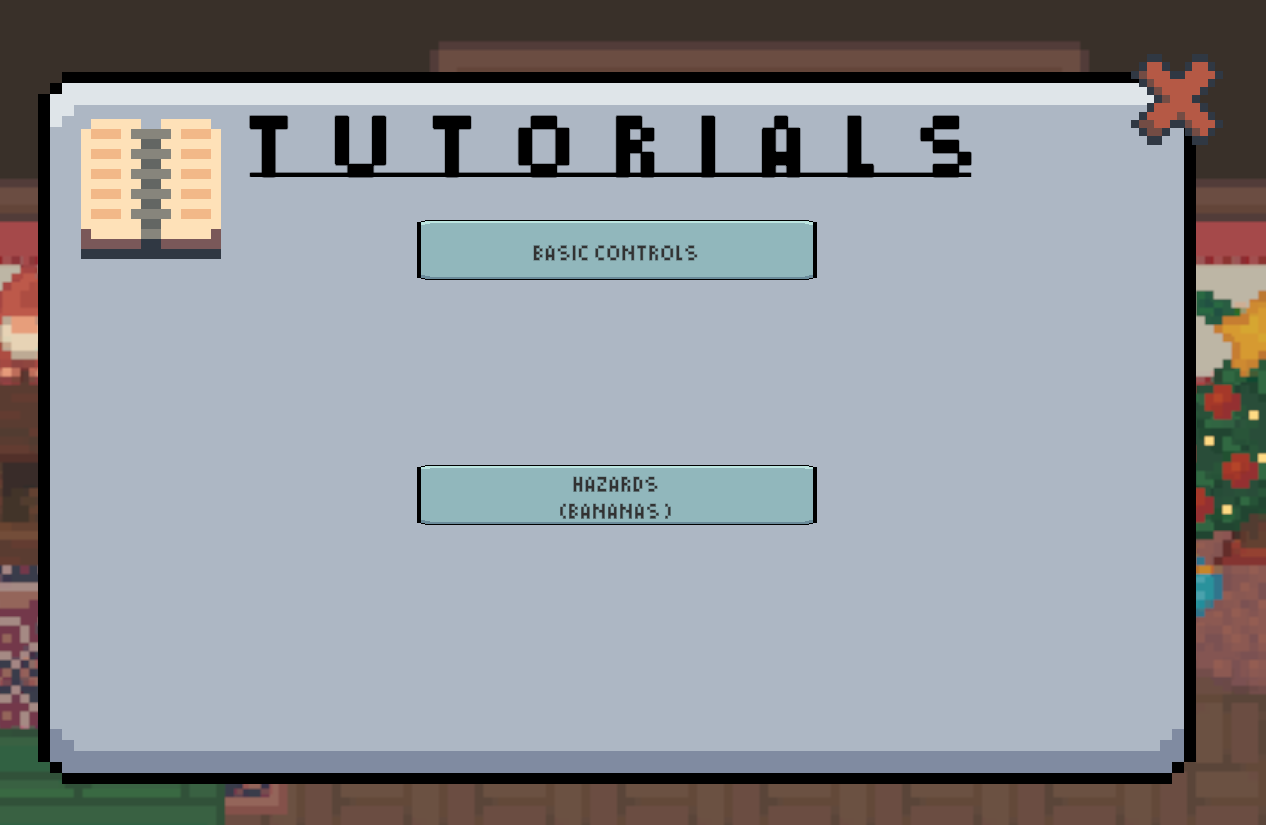 TUTORIALS
BASIC CONTROLS
HAZARDS
(BANANAS)